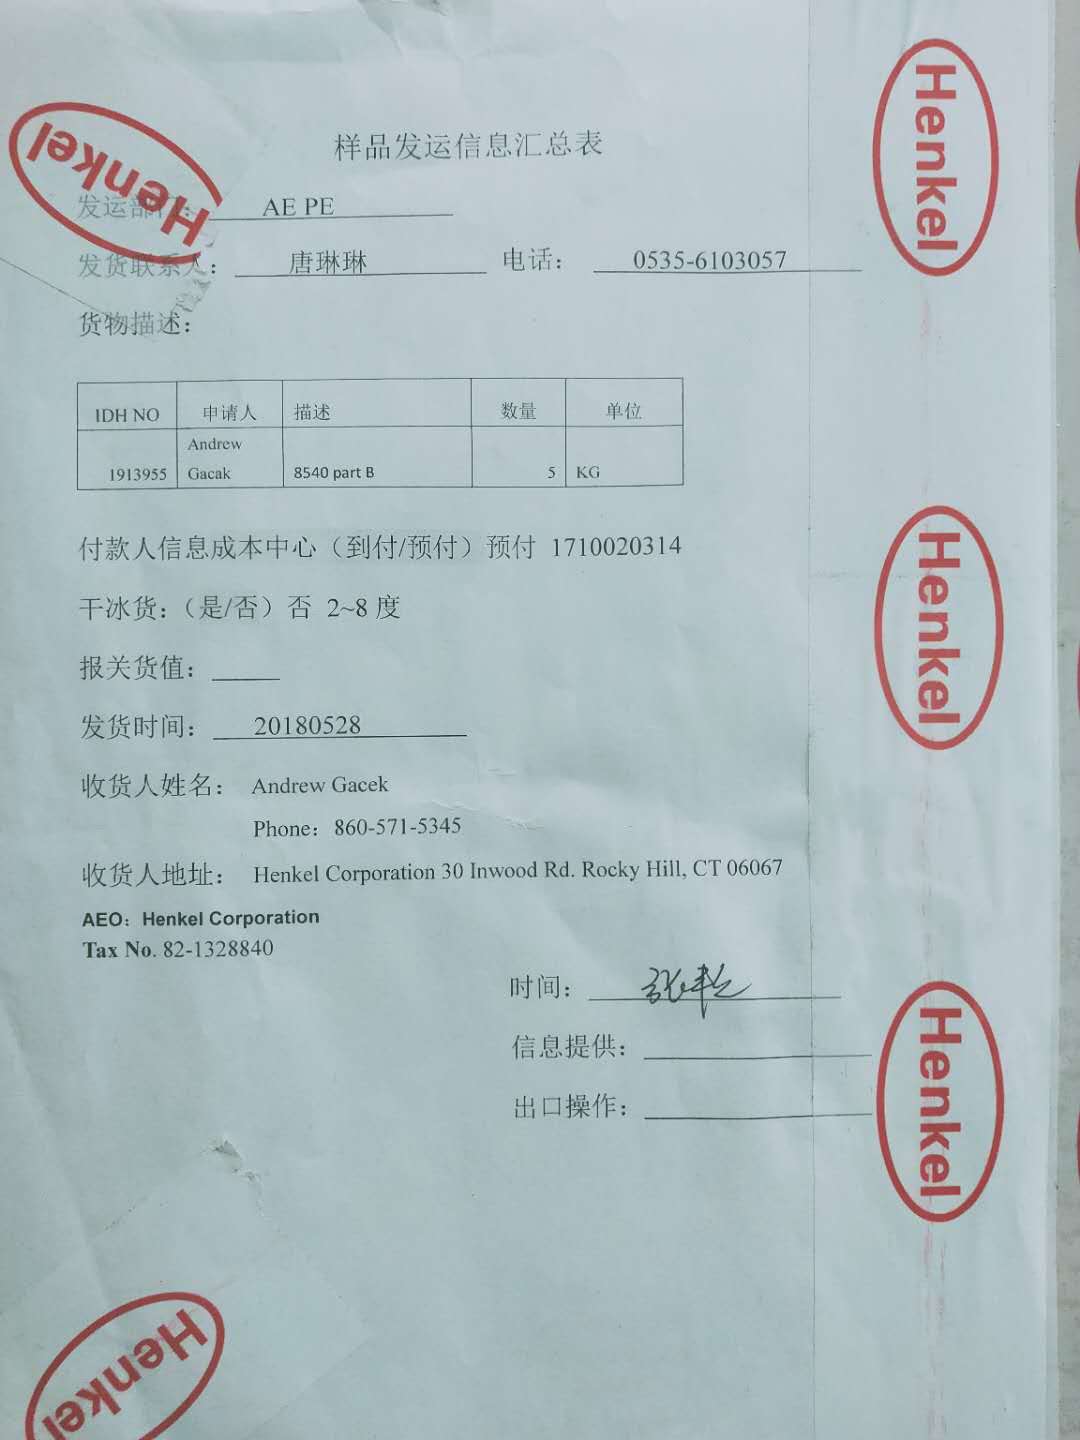 Henkel
Henkel
样品发运信息汇总表
发运部门： AE PE
发货联系人： 唐琳琳 电话： 0535-6103057
货物描述：
IDH NO 申请人 描述 数量 单位
1913955 Andrew Gacak 8540 part B 5 KG
付款人信息成本中心（到付/预付）预付 1710020314
干冰货：（是/否）否 2~8 度
报关货值：
发货时间： 20180528
Henkel
收货人姓名： Andrew Gacek
Phone：860-571-5345
收货人地址： Henkel Corporation 30 Inwood Rd. Rocky Hill, CT 06067
AEO：Henkel Corporation
Tax No. 82-1328840
时间：
信息提供：
出口操作：
Henkel
Henkel